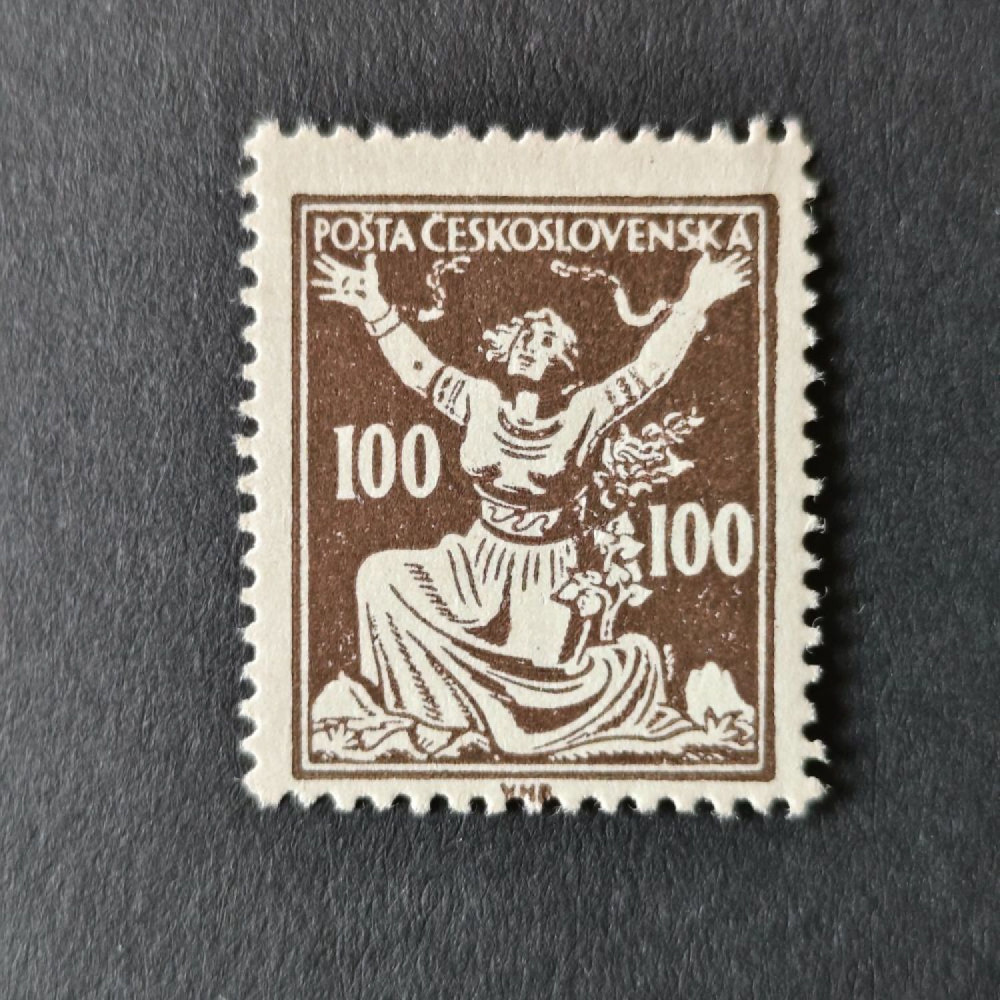 POŠTA ČESKOSLOVENSKÁ
100
100
V.H.B.